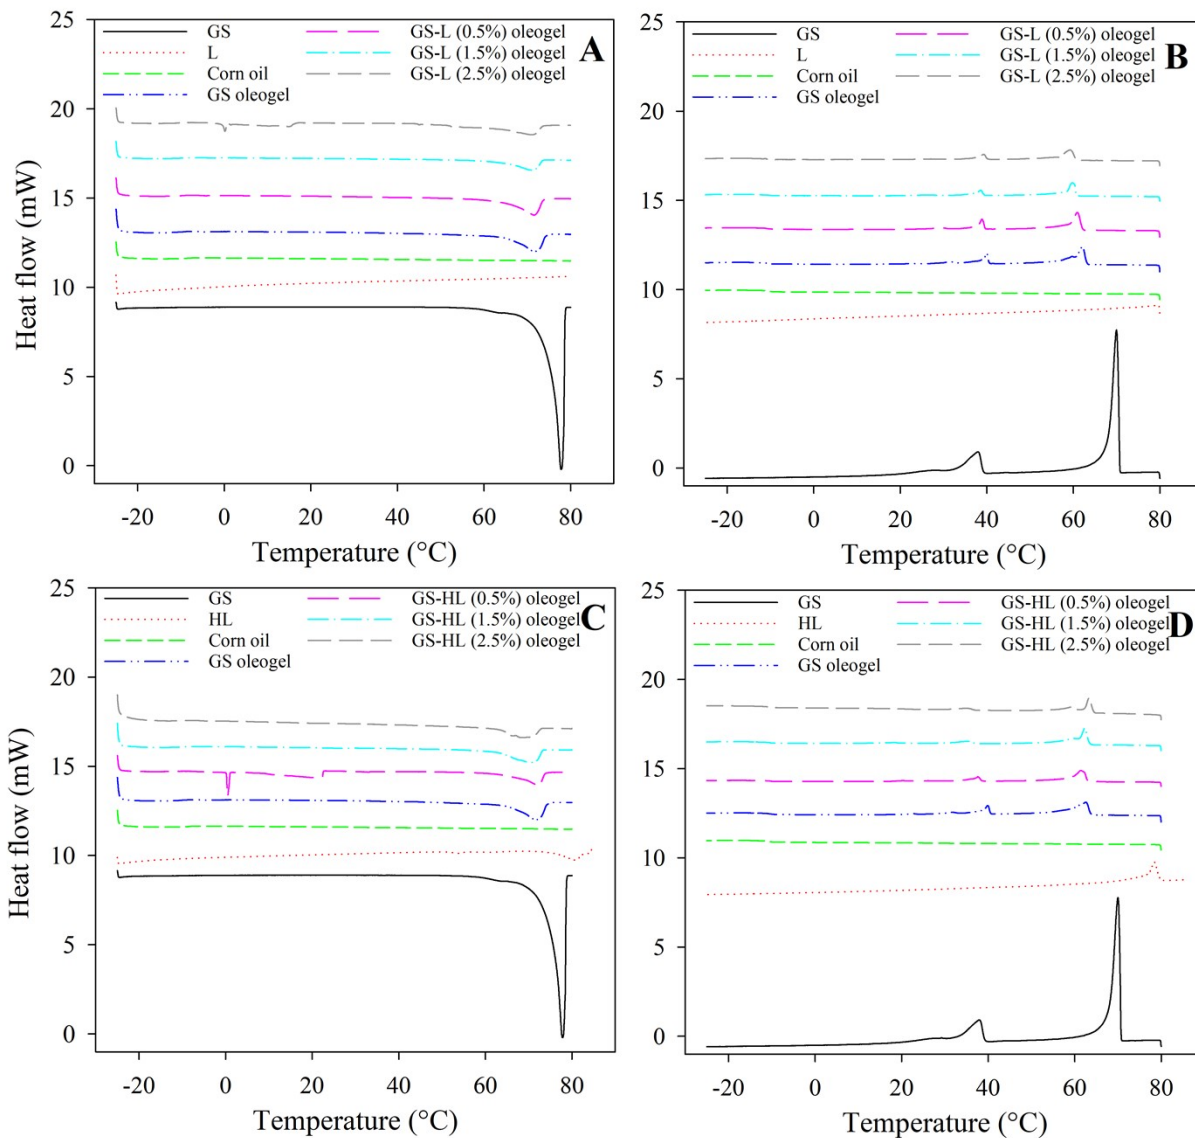 25
20
15
10
5
0
Heat flow (mW)
GS
L
Corn oil
GS oleogel
GS-L (0.5%) oleogel
GS-L (1.5%) oleogel
GS-L (2.5%) oleogel
A
-20 0 20 40 60 80
Temperature (°C)
25
20
15
10
5
0
GS
L
Corn oil
GS oleogel
GS-L (0.5%) oleogel
GS-L (1.5%) oleogel
GS-L (2.5%) oleogel
B
-20 0 20 40 60 80
Temperature (°C)
25
20
15
10
5
0
Heat flow (mW)
GS
HL
Corn oil
GS oleogel
GS-HL (0.5%) oleogel
GS-HL (1.5%) oleogel
GS-HL (2.5%) oleogel
C
-20 0 20 40 60 80
Temperature (°C)
25
20
15
10
5
0
GS
HL
Corn oil
GS oleogel
GS-HL (0.5%) oleogel
GS-HL (1.5%) oleogel
GS-HL (2.5%) oleogel
D
-20 0 20 40 60 80
Temperature (°C)